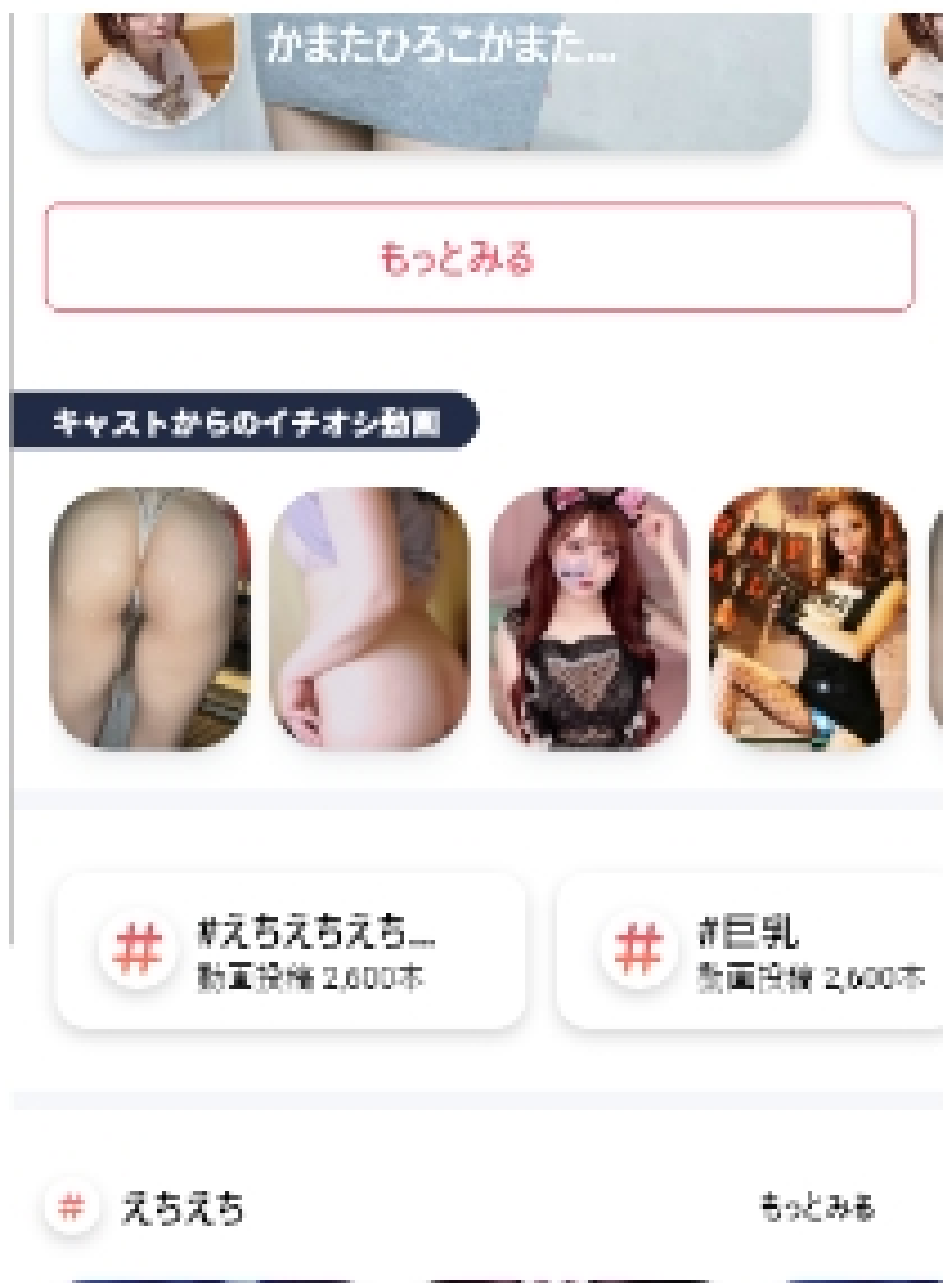 かまたひろこかまた...
もっとみる
キャストからのイチオシ動画
#えちえちえち...
動画投稿 2,600本
#巨乳
動画投稿 2,600本
えちえち
もっとみる